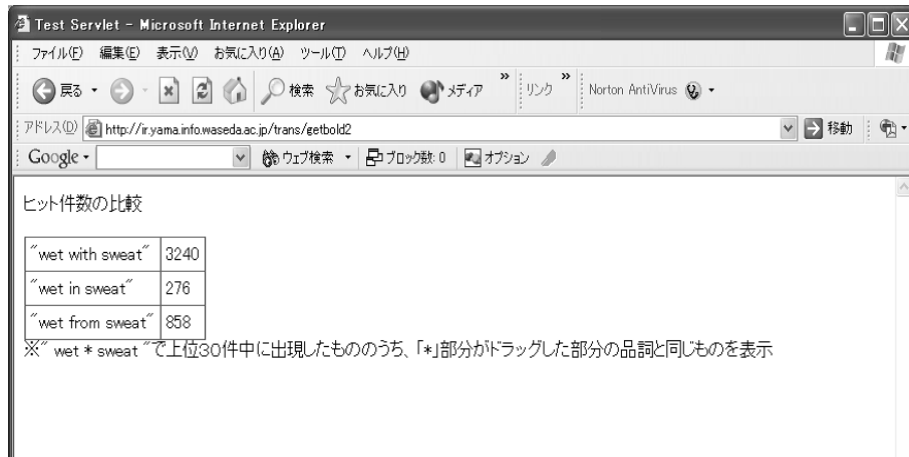 Test Servlet - Microsoft Internet Explorer
ファイル(F) 編集(E) 表示(V) お気に入り(A) ツール(T) ヘルプ(H)
戻る 検索 お気に入り メディア » リンク » Norton AntiVirus
アドレス(D) http://ir.yama.info.waseda.ac.jp/trans/getbold2 移動
Google ウェブ検索 ブロック数: 0 オプション
ヒット件数の比較
"wet with sweat" 3240
"wet in sweat" 276
"wet from sweat" 858
※" wet * sweat "で上位30件中に出現したもののうち、「*」部分がドラッグした部分の品詞と同じものを表示